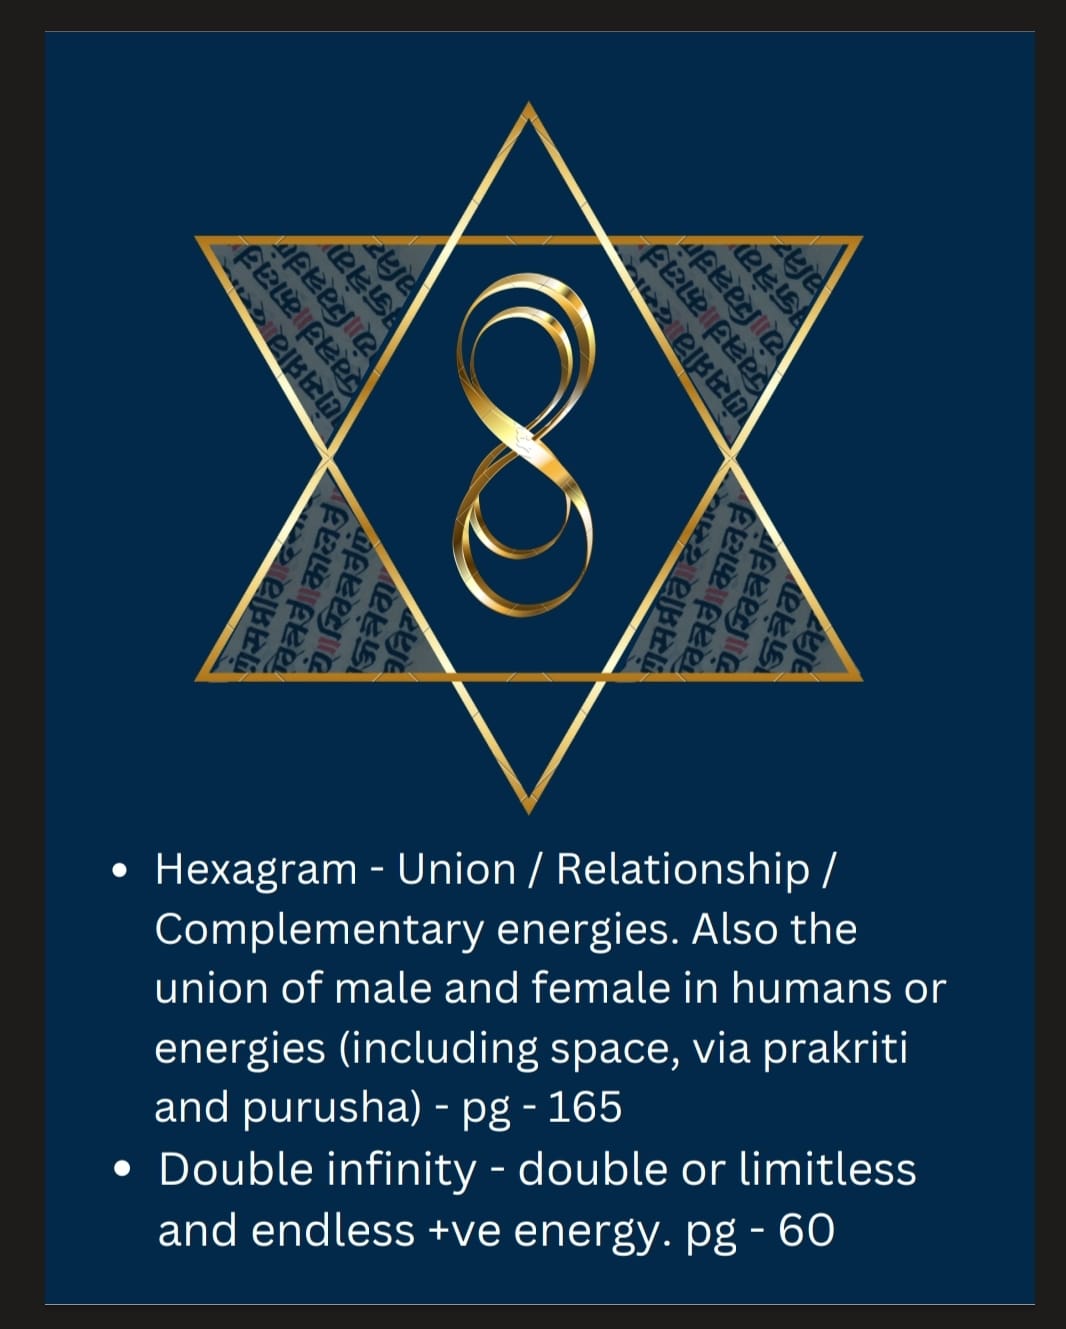 Hexagram - Union / Relationship /
Complementary energies. Also the
union of male and female in humans or
energies (including space, via prakriti
and purusha) - pg - 165
Double infinity - double or limitless
and endless +ve energy. pg - 60